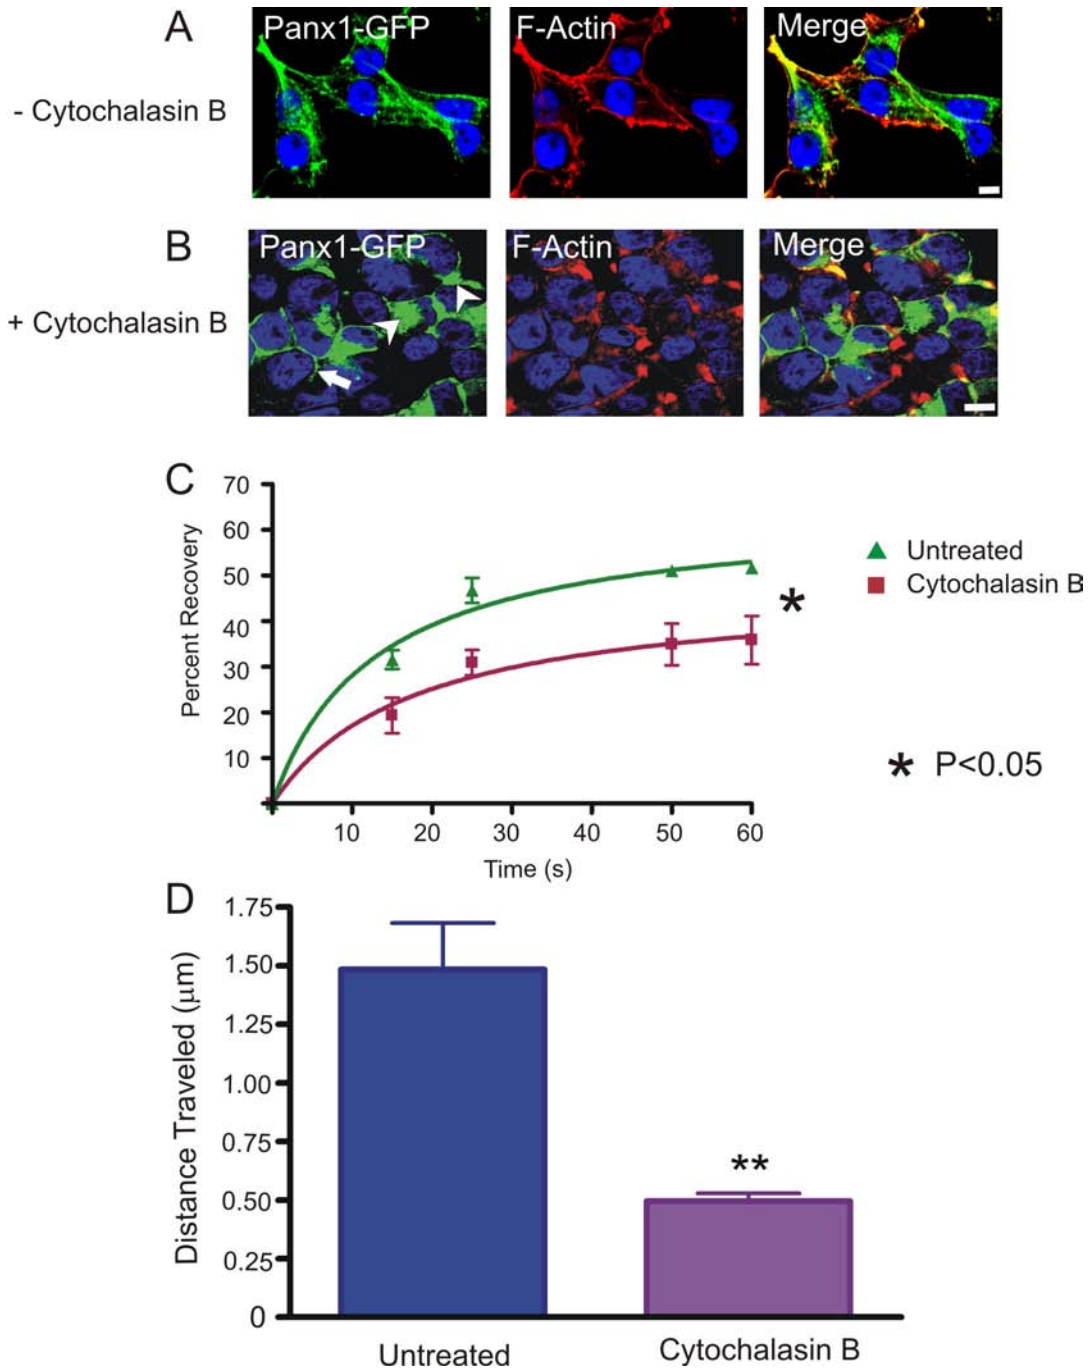 A
Panx1-GFP
F-Actin
Merge
- Cytochalasin B
B
Panx1-GFP
F-Actin
Merge
+ Cytochalasin B
C
70
60
50
40
30
20
10
Percent Recovery
10 20 30 40 50 60
Time (s)
Untreated
Cytochalasin B
*
* P<0.05
D
1.75
1.50
1.25
1.00
0.75
0.50
0.25
0
Distance Traveled (μm)
**
Untreated
Cytochalasin B